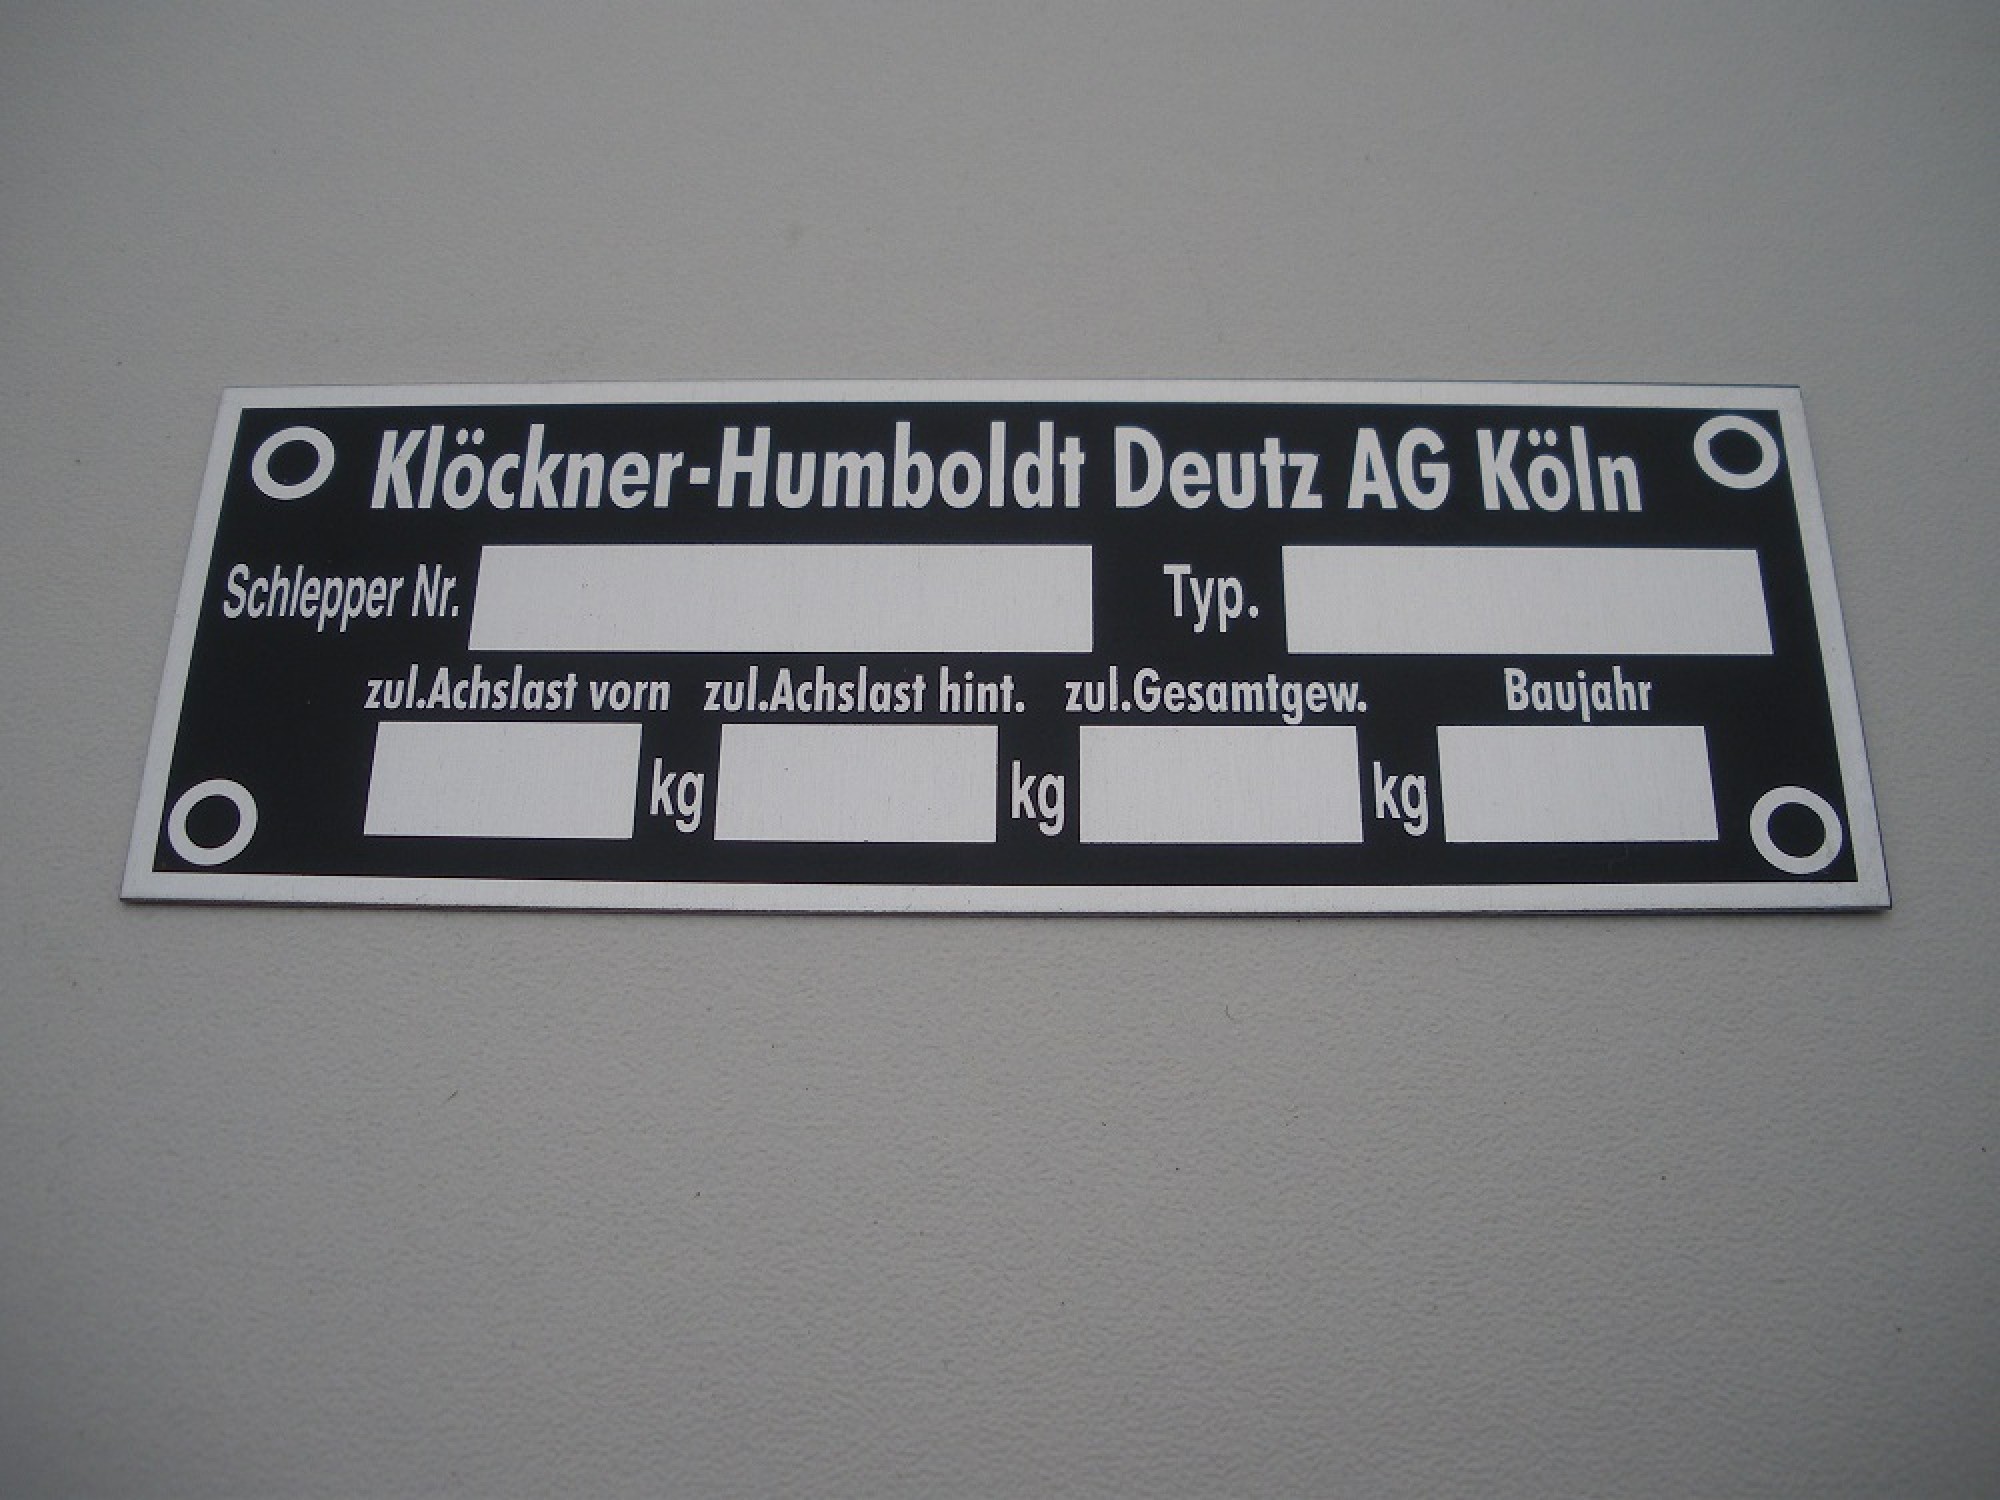 Klöckner-Humboldt Deutz AG Köln
Schlepper Nr. Typ.
zul.Achslast vorn zul.Achslast hint. zul.Gesamtgew. Baujahr
kg kg kg